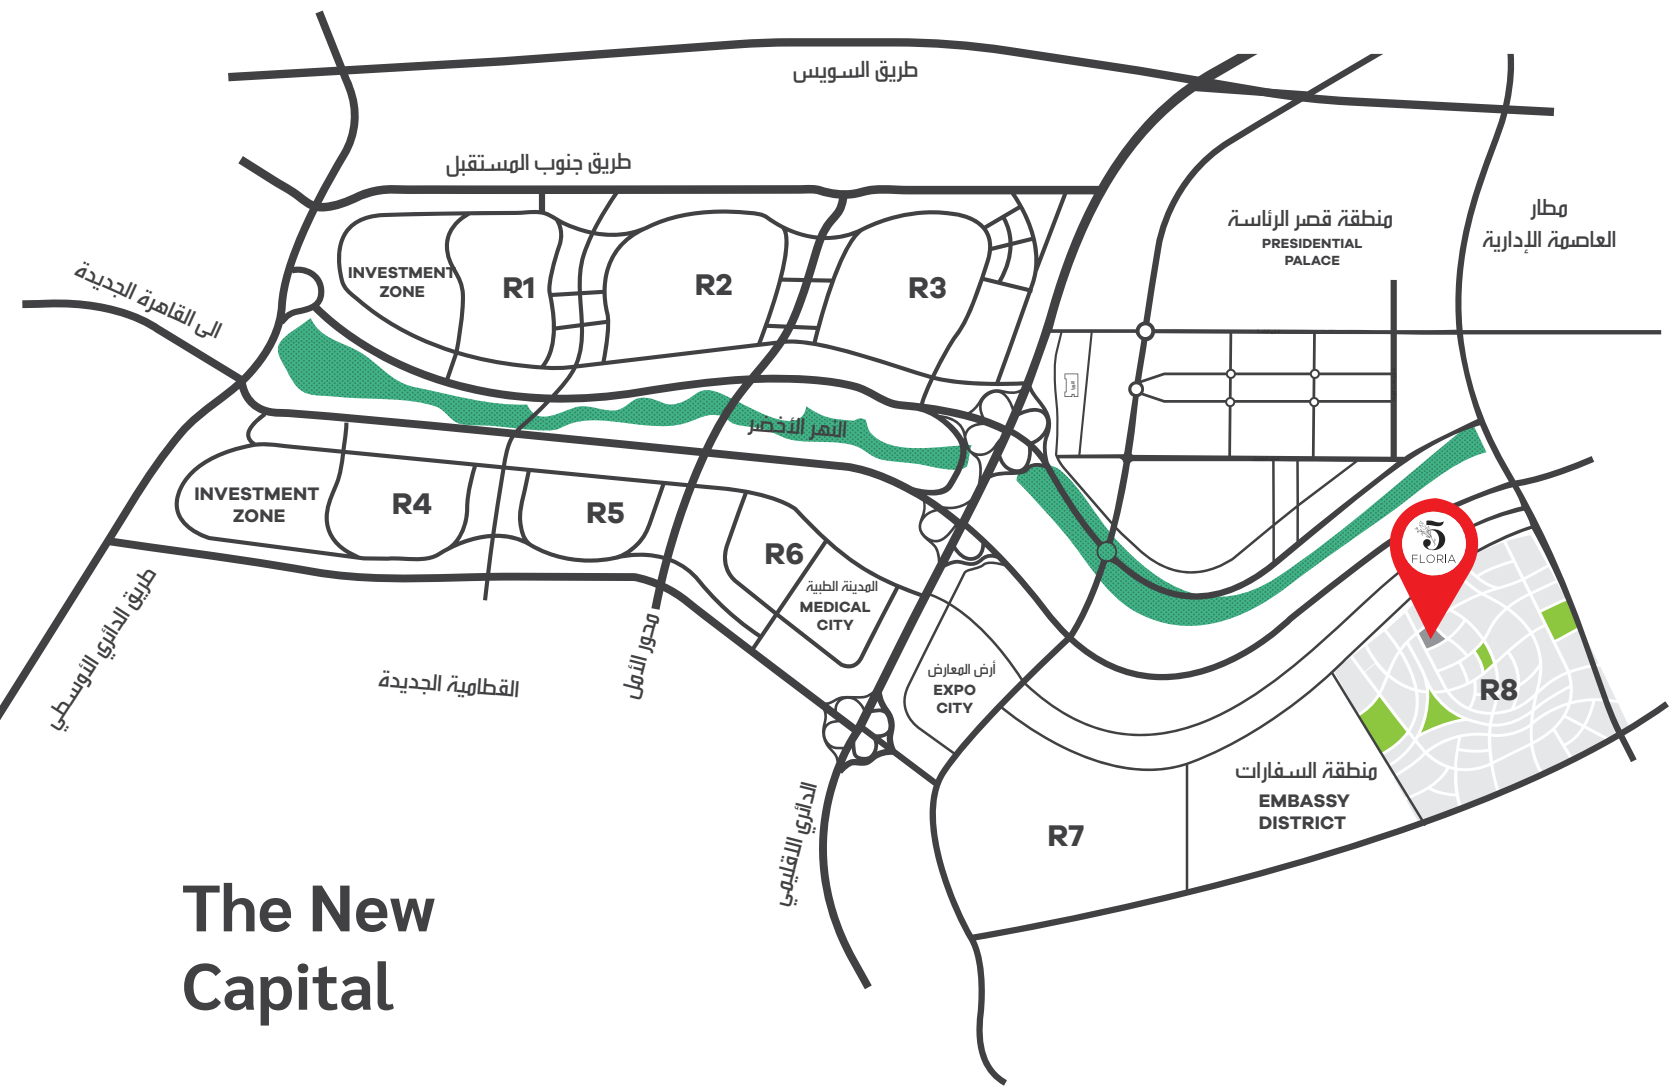 طريق السويس
طريق جنوب المستقبل
مطار
العاصمة الإدارية
منطقة قصر الرئاسة
PRESIDENTIAL
PALACE
الى القاهرة الجديدة
INVESTMENT
ZONE
R1
R2
R3
النهر الأخضر
INVESTMENT
ZONE
R4
R5
R6
المدينة الطبية
MEDICAL
CITY
5
FLORIA
طريق الدائري الأوسطي
القطامية الجديدة
محور الأمل
أرض المعارض
EXPO
CITY
R8
منطقة السفارات
EMBASSY
DISTRICT
R7
الدائري الاقليمي
The New
Capital